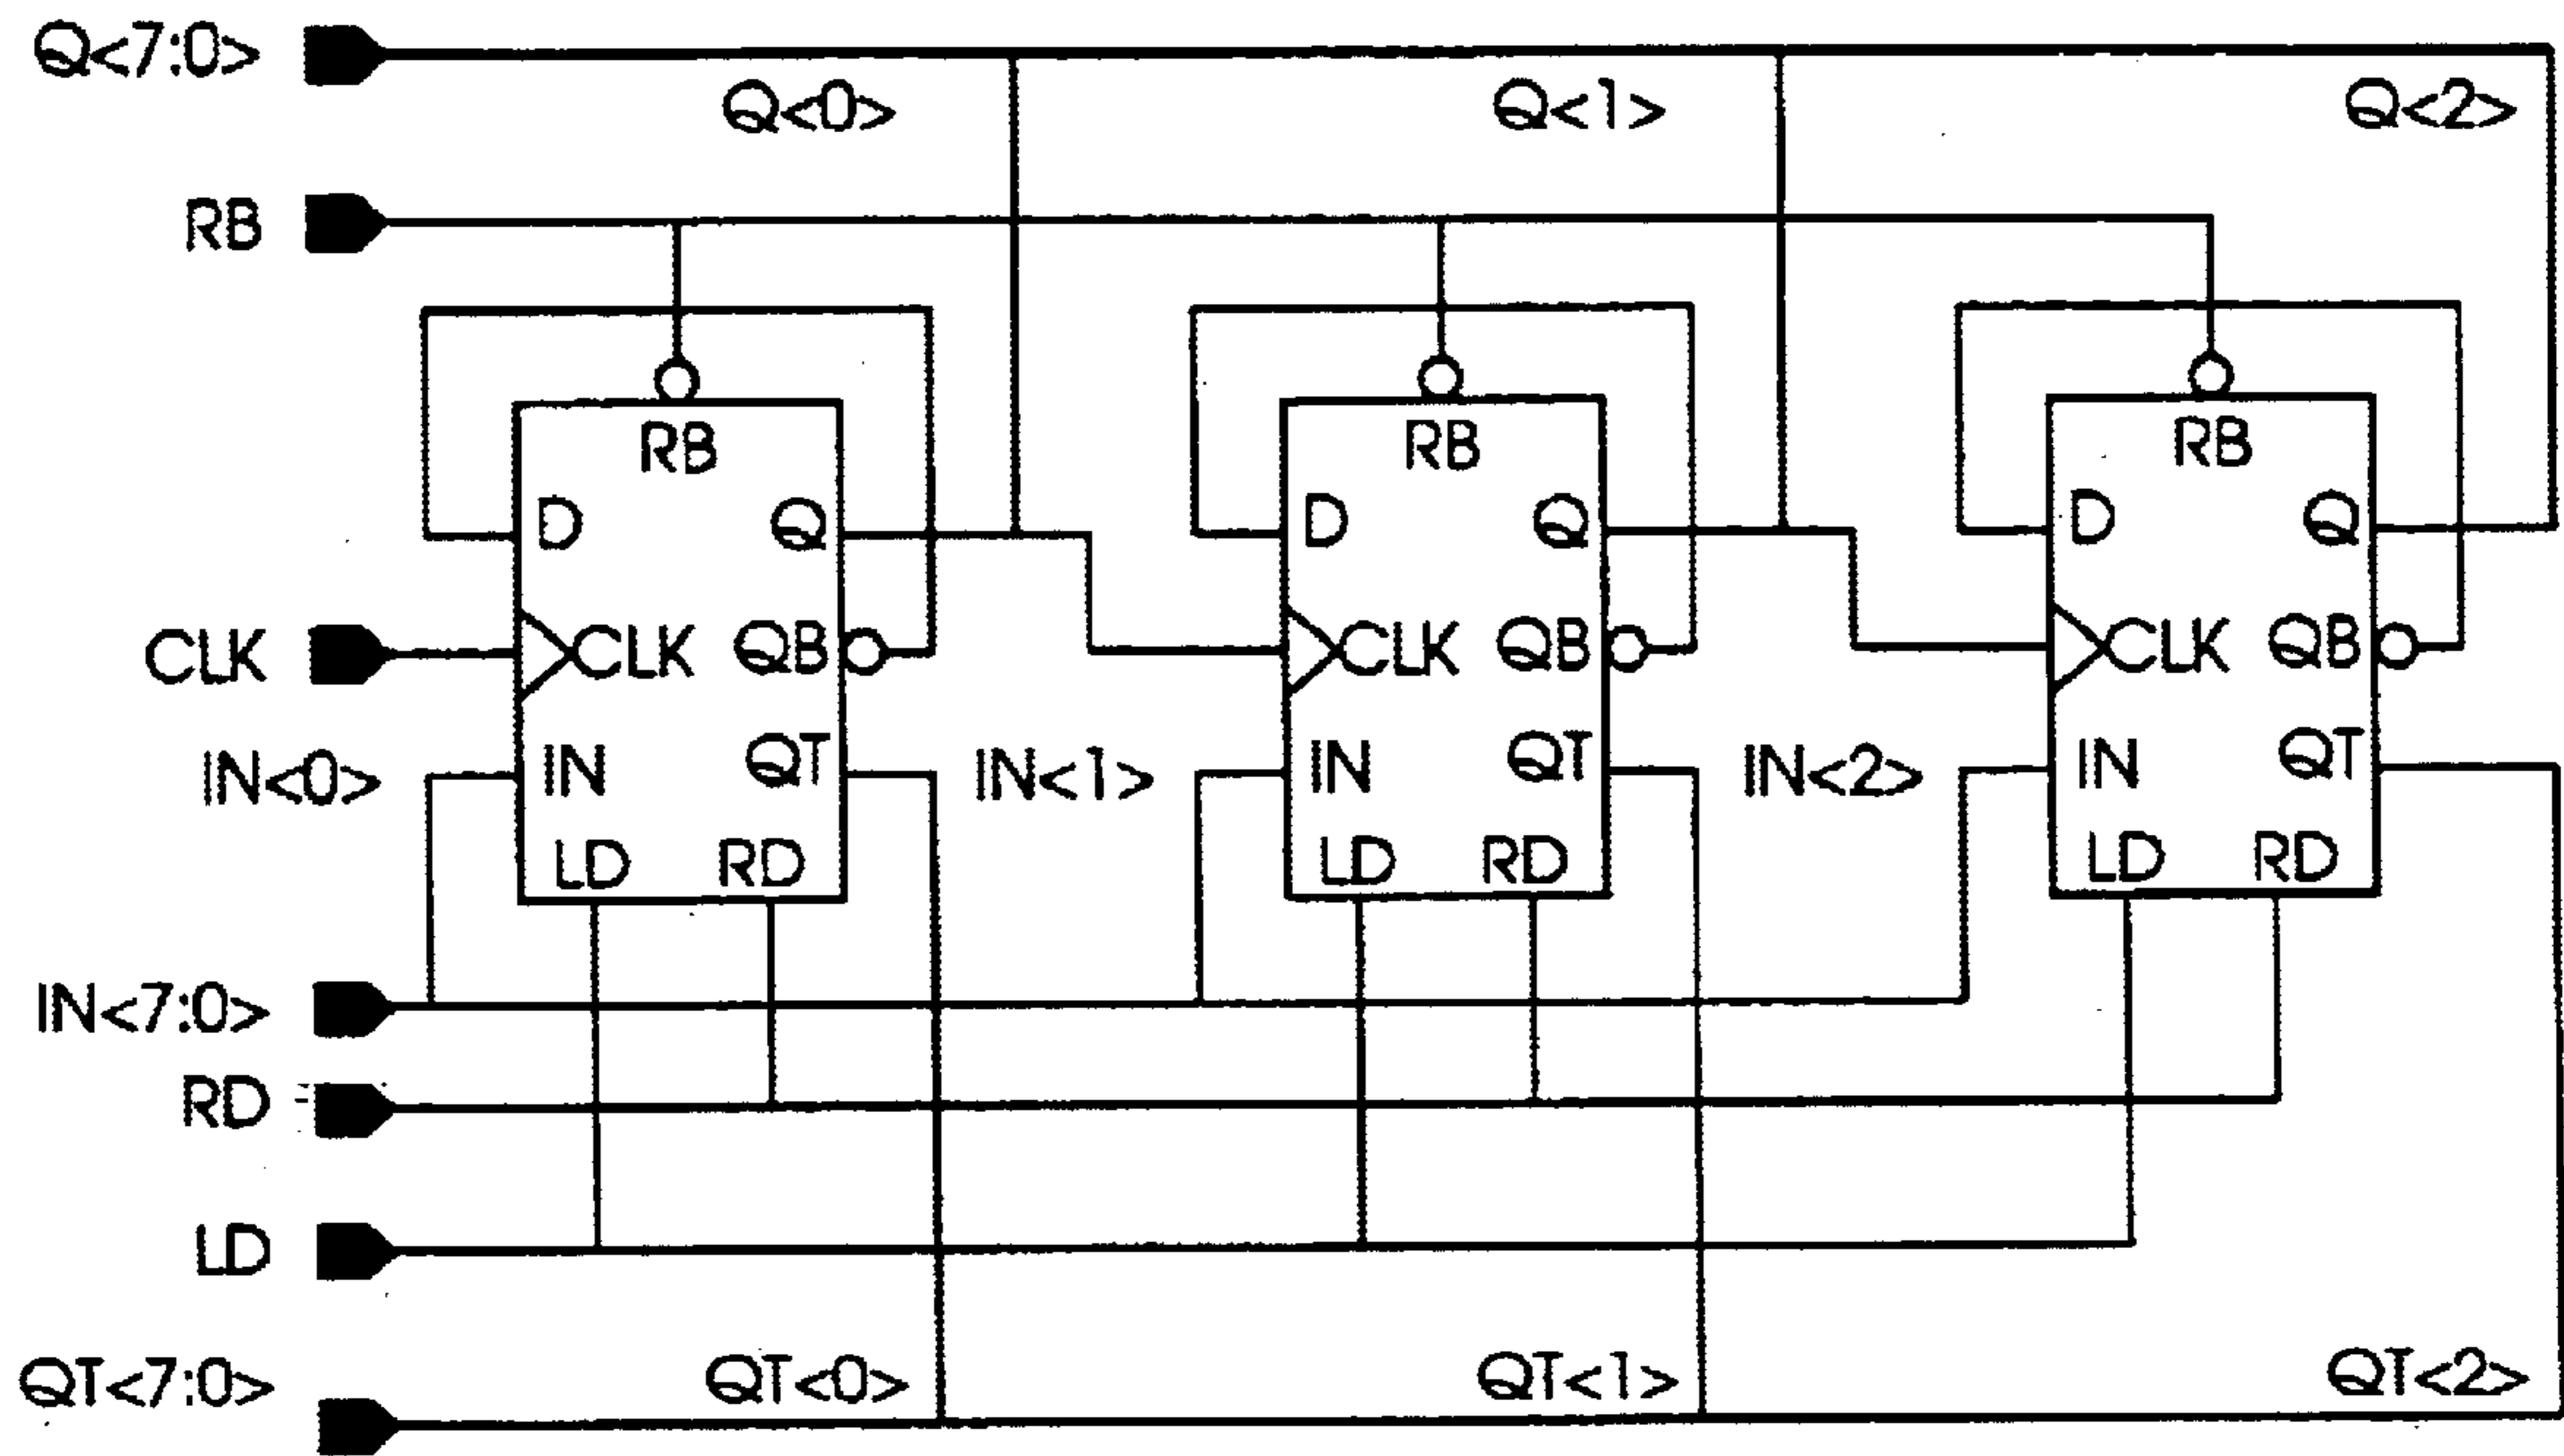 Q<7:0>
Q<0>
Q<1>
Q<2>
RB
RB
RB
RB
D
Q
D
Q
D
Q
CLK
CLK
QB
CLK
QB
CLK
QB
IN<0>
IN
QT
IN<1>
IN
QT
IN<2>
IN
QT
LD
RD
LD
RD
LD
RD
IN<7:0>
RD
LD
QT<7:0>
QT<0>
QT<1>
QT<2>